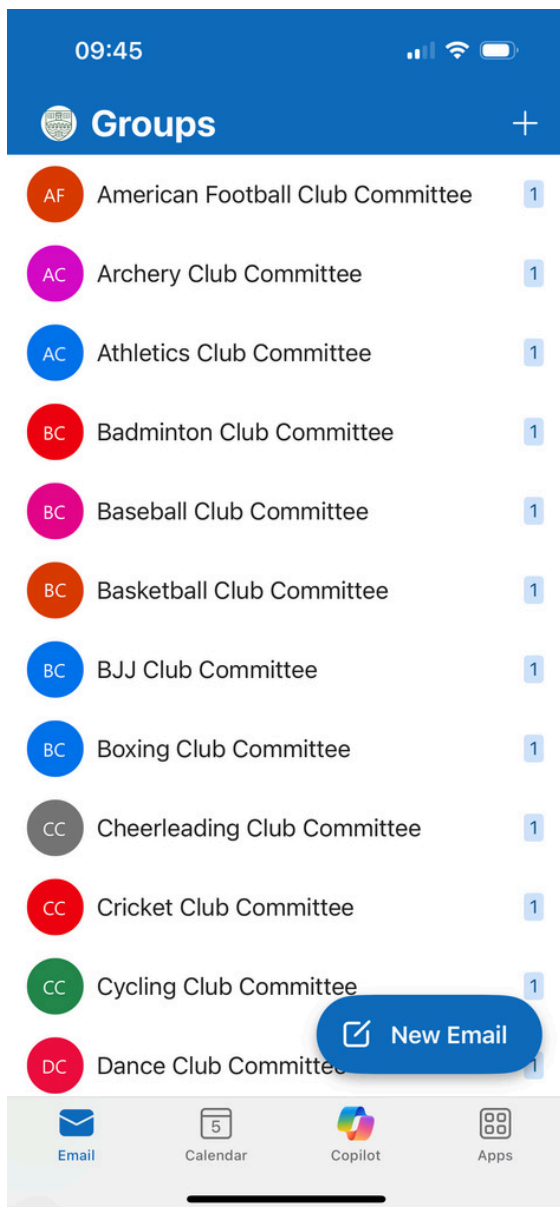 09:45
Groups
AF American Football Club Committee 1
AC Archery Club Committee 1
AC Athletics Club Committee 1
BC Badminton Club Committee 1
BC Baseball Club Committee 1
BC Basketball Club Committee 1
BC BJJ Club Committee 1
BC Boxing Club Committee 1
CC Cheerleading Club Committee 1
CC Cricket Club Committee 1
CC Cycling Club Committee 1
New Email
DC Dance Club Committee 1
5
Email Calendar Copilot Apps